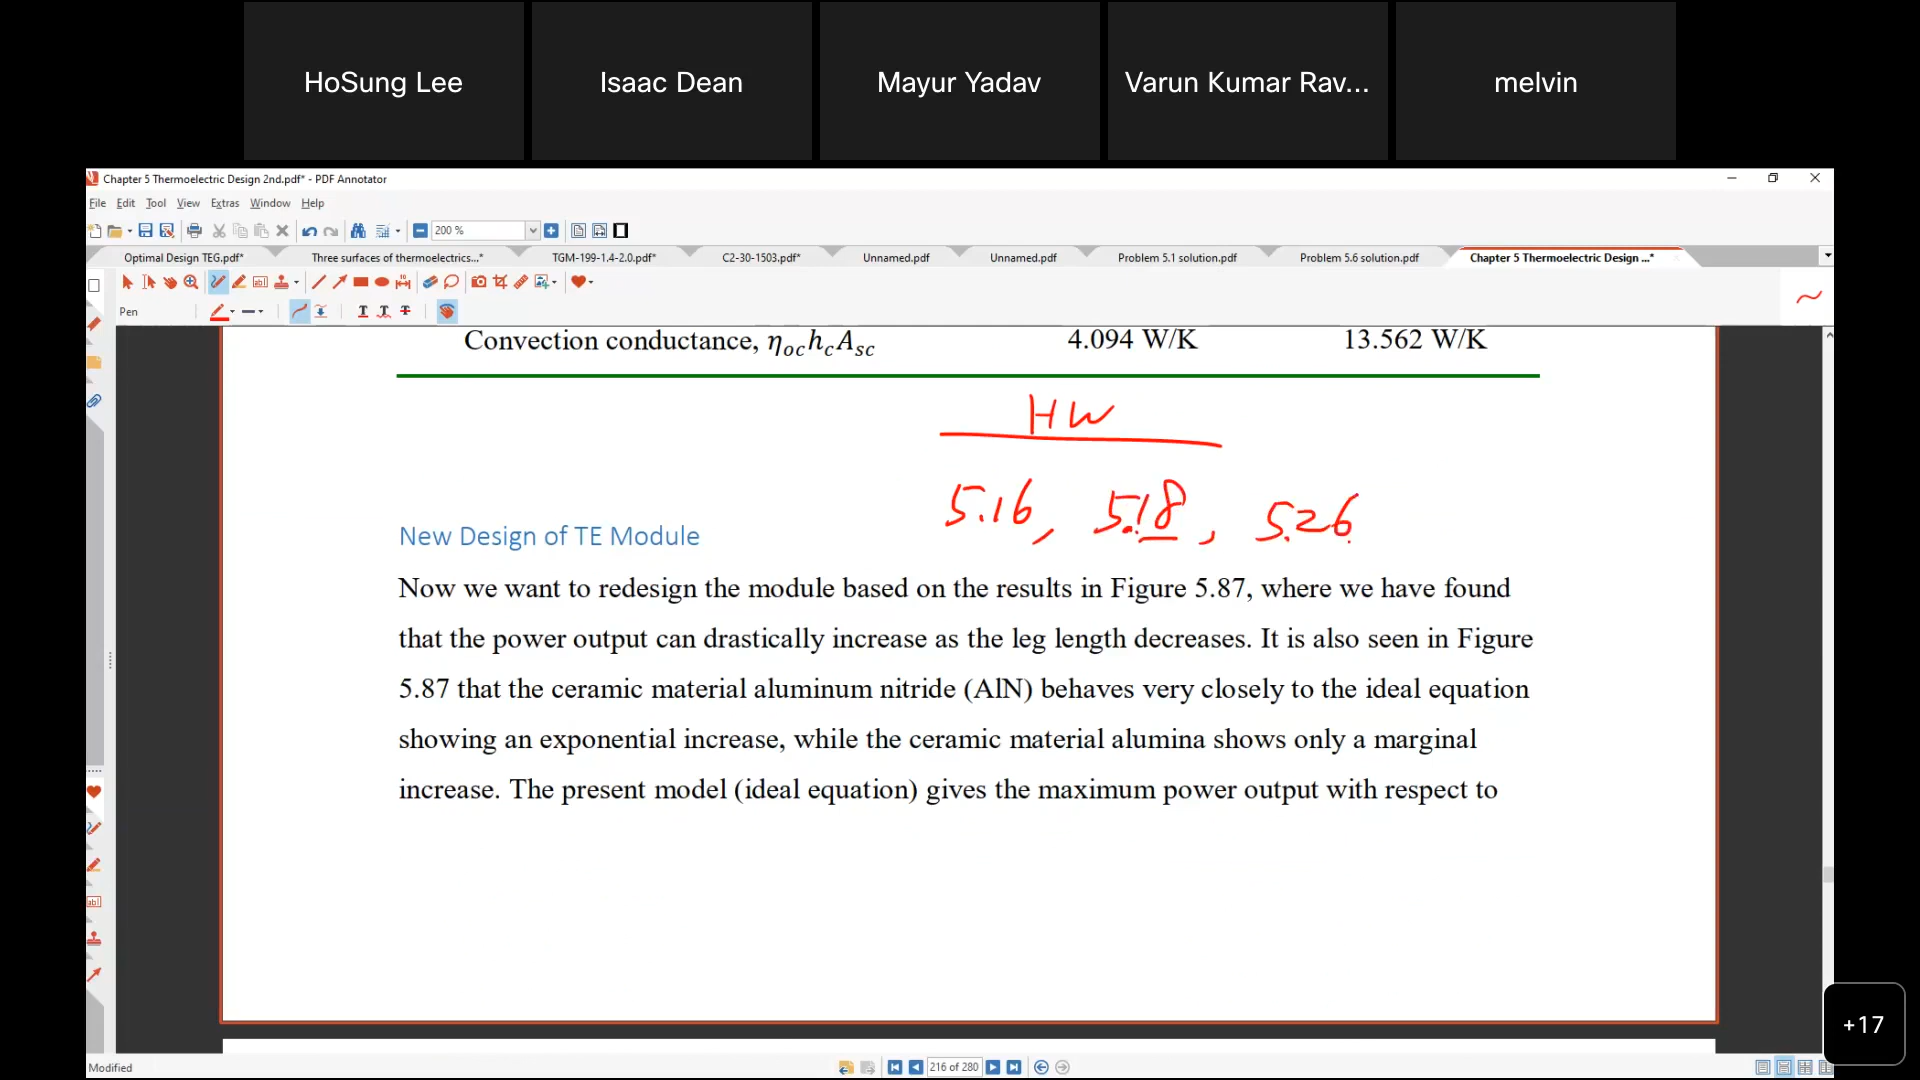 HoSung Lee
Isaac Dean
Mayur Yadav
Varun Kumar Rav...
melvin
Chapter 5 Thermoelectric Design 2nd.pdf* - PDF Annotator
File Edit Tool View Extras Window Help
200 %
Optimal Design TEG.pdf* Three surfaces of thermoelectrics...* TGM-199-1.4-2.0.pdf* C2-30-1503.pdf* Unnamed.pdf Unnamed.pdf Problem 5.1 solution.pdf Problem 5.6 solution.pdf Chapter 5 Thermoelectric Design ...*
Pen
Convection conductance, η_oc h_c A_sc 4.094 W/K 13.562 W/K
HW
5.16, 5.18, 5.26
New Design of TE Module
Now we want to redesign the module based on the results in Figure 5.87, where we have found
that the power output can drastically increase as the leg length decreases. It is also seen in Figure
5.87 that the ceramic material aluminum nitride (AlN) behaves very closely to the ideal equation
showing an exponential increase, while the ceramic material alumina shows only a marginal
increase. The present model (ideal equation) gives the maximum power output with respect to
+17
Modified
216 of 280